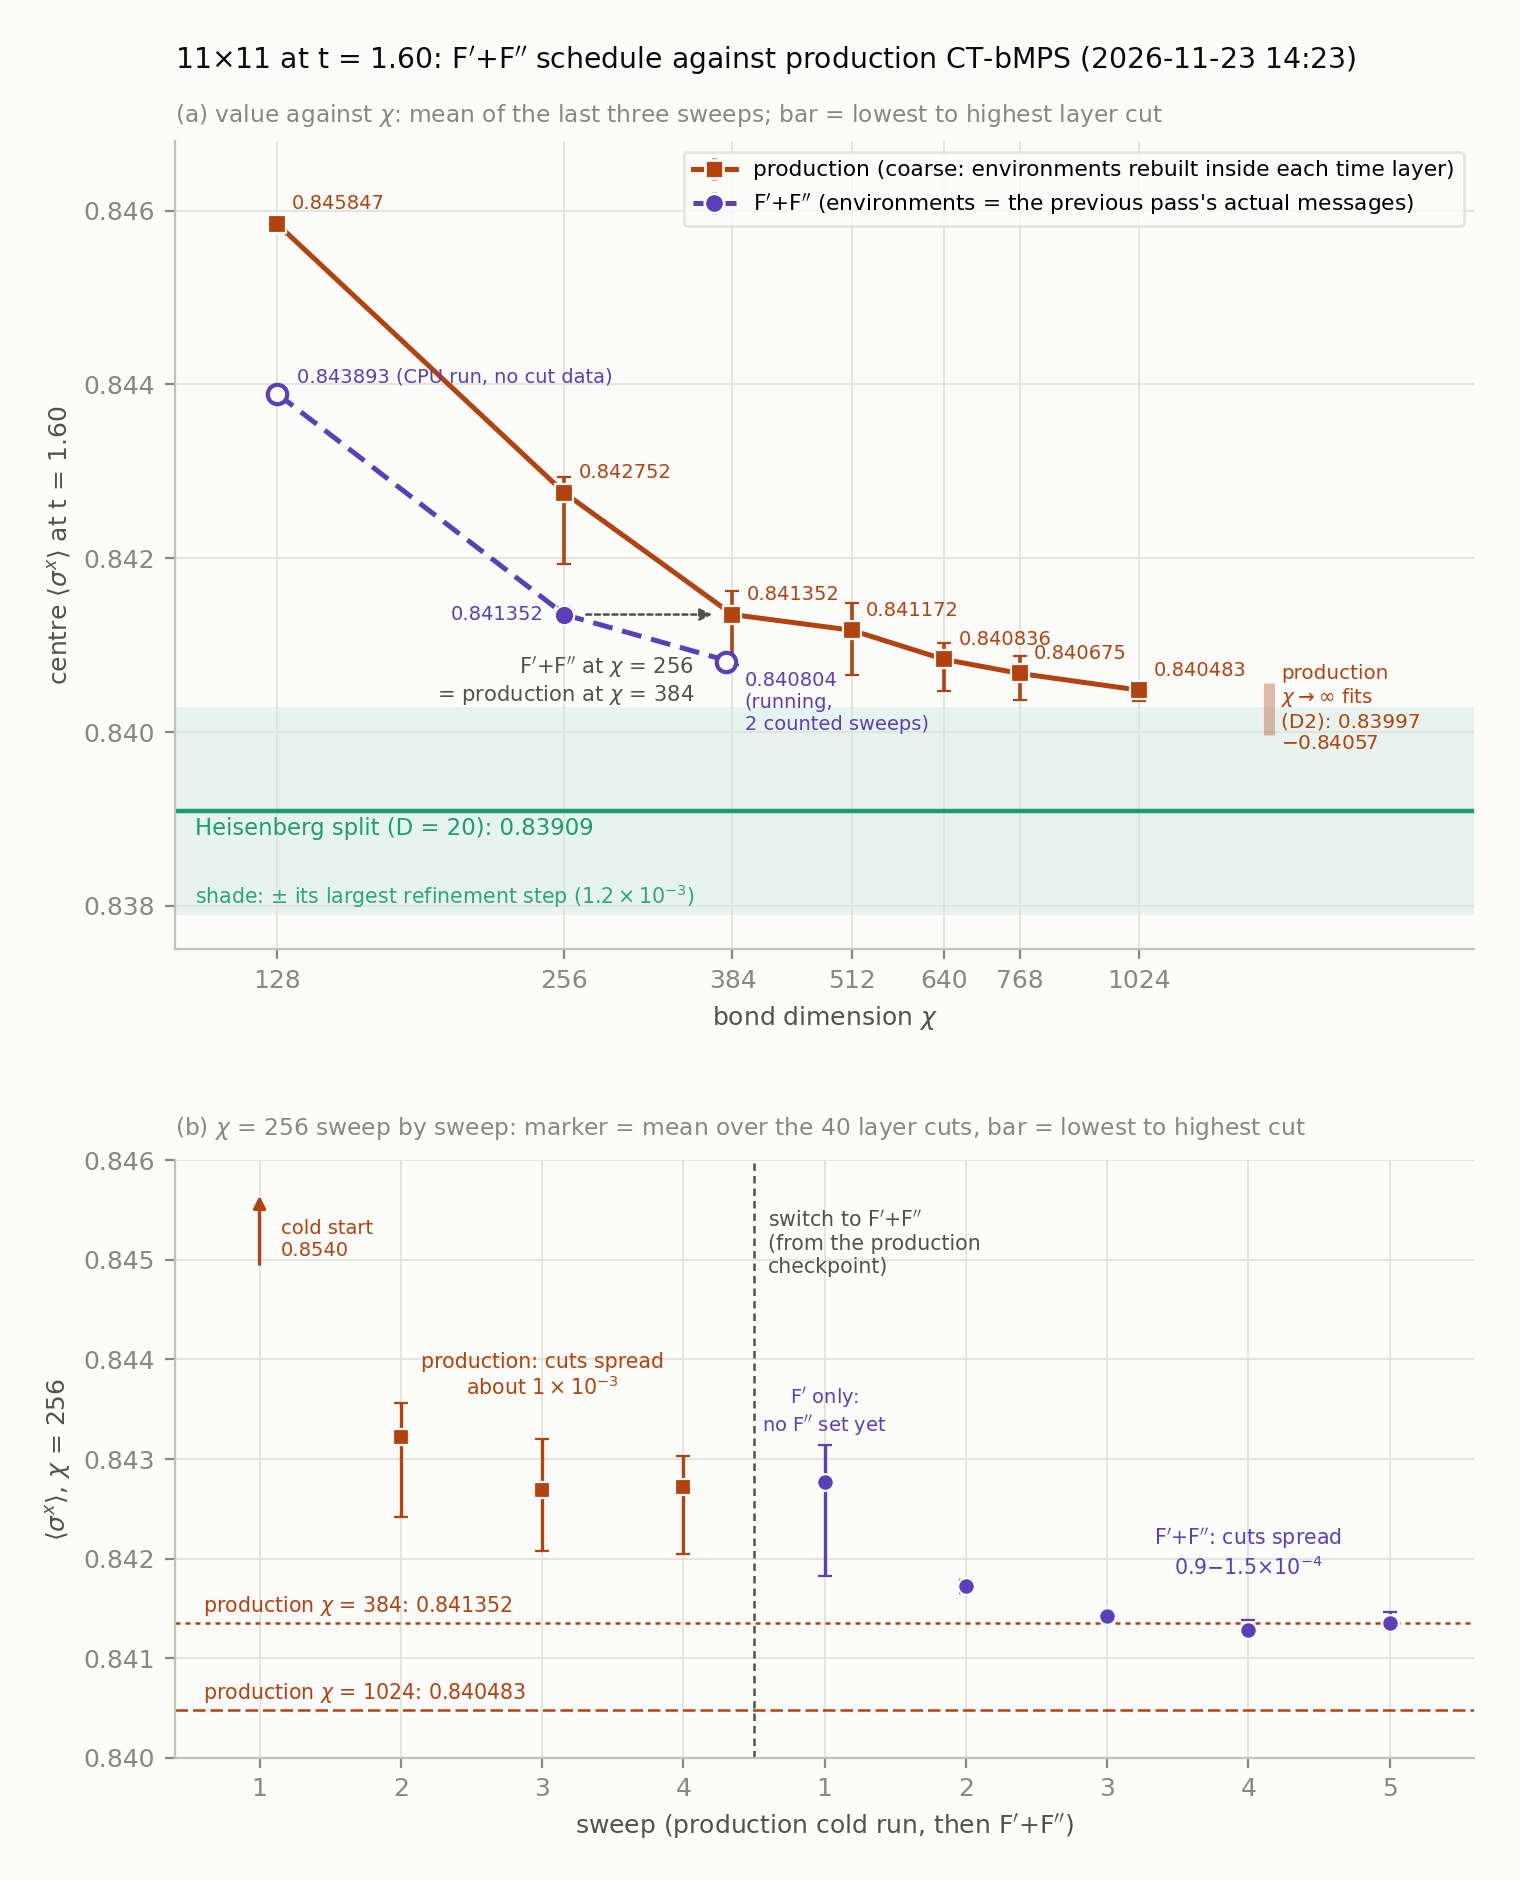 11×11 at t = 1.60: F′+F″ schedule against production CT-bMPS (2026-11-23 14:23)
(a) value against χ: mean of the last three sweeps; bar = lowest to highest layer cut
production (coarse: environments rebuilt inside each time layer)
F′+F″ (environments = the previous pass's actual messages)
centre ⟨σˣ⟩ at t = 1.60
0.846
0.844
0.842
0.840
0.838
0.845847
0.843893 (CPU run, no cut data)
0.842752
0.841352
0.841352
0.841172
0.840836
0.840675
0.840483
F′+F″ at χ = 256
= production at χ = 384
0.840804
(running,
2 counted sweeps)
production
χ → ∞ fits
(D2): 0.83997
−0.84057
Heisenberg split (D = 20): 0.83909
shade: ± its largest refinement step (1.2 × 10⁻³)
128
256
384
512
640
768
1024
bond dimension χ
(b) χ = 256 sweep by sweep: marker = mean over the 40 layer cuts, bar = lowest to highest cut
⟨σˣ⟩, χ = 256
0.846
0.845
0.844
0.843
0.842
0.841
0.840
cold start
0.8540
switch to F′+F″
(from the production
checkpoint)
production: cuts spread
about 1 × 10⁻³
F′ only:
no F″ set yet
F′+F″: cuts spread
0.9−1.5×10⁻⁴
production χ = 384: 0.841352
production χ = 1024: 0.840483
1
2
3
4
1
2
3
4
5
sweep (production cold run, then F′+F″)